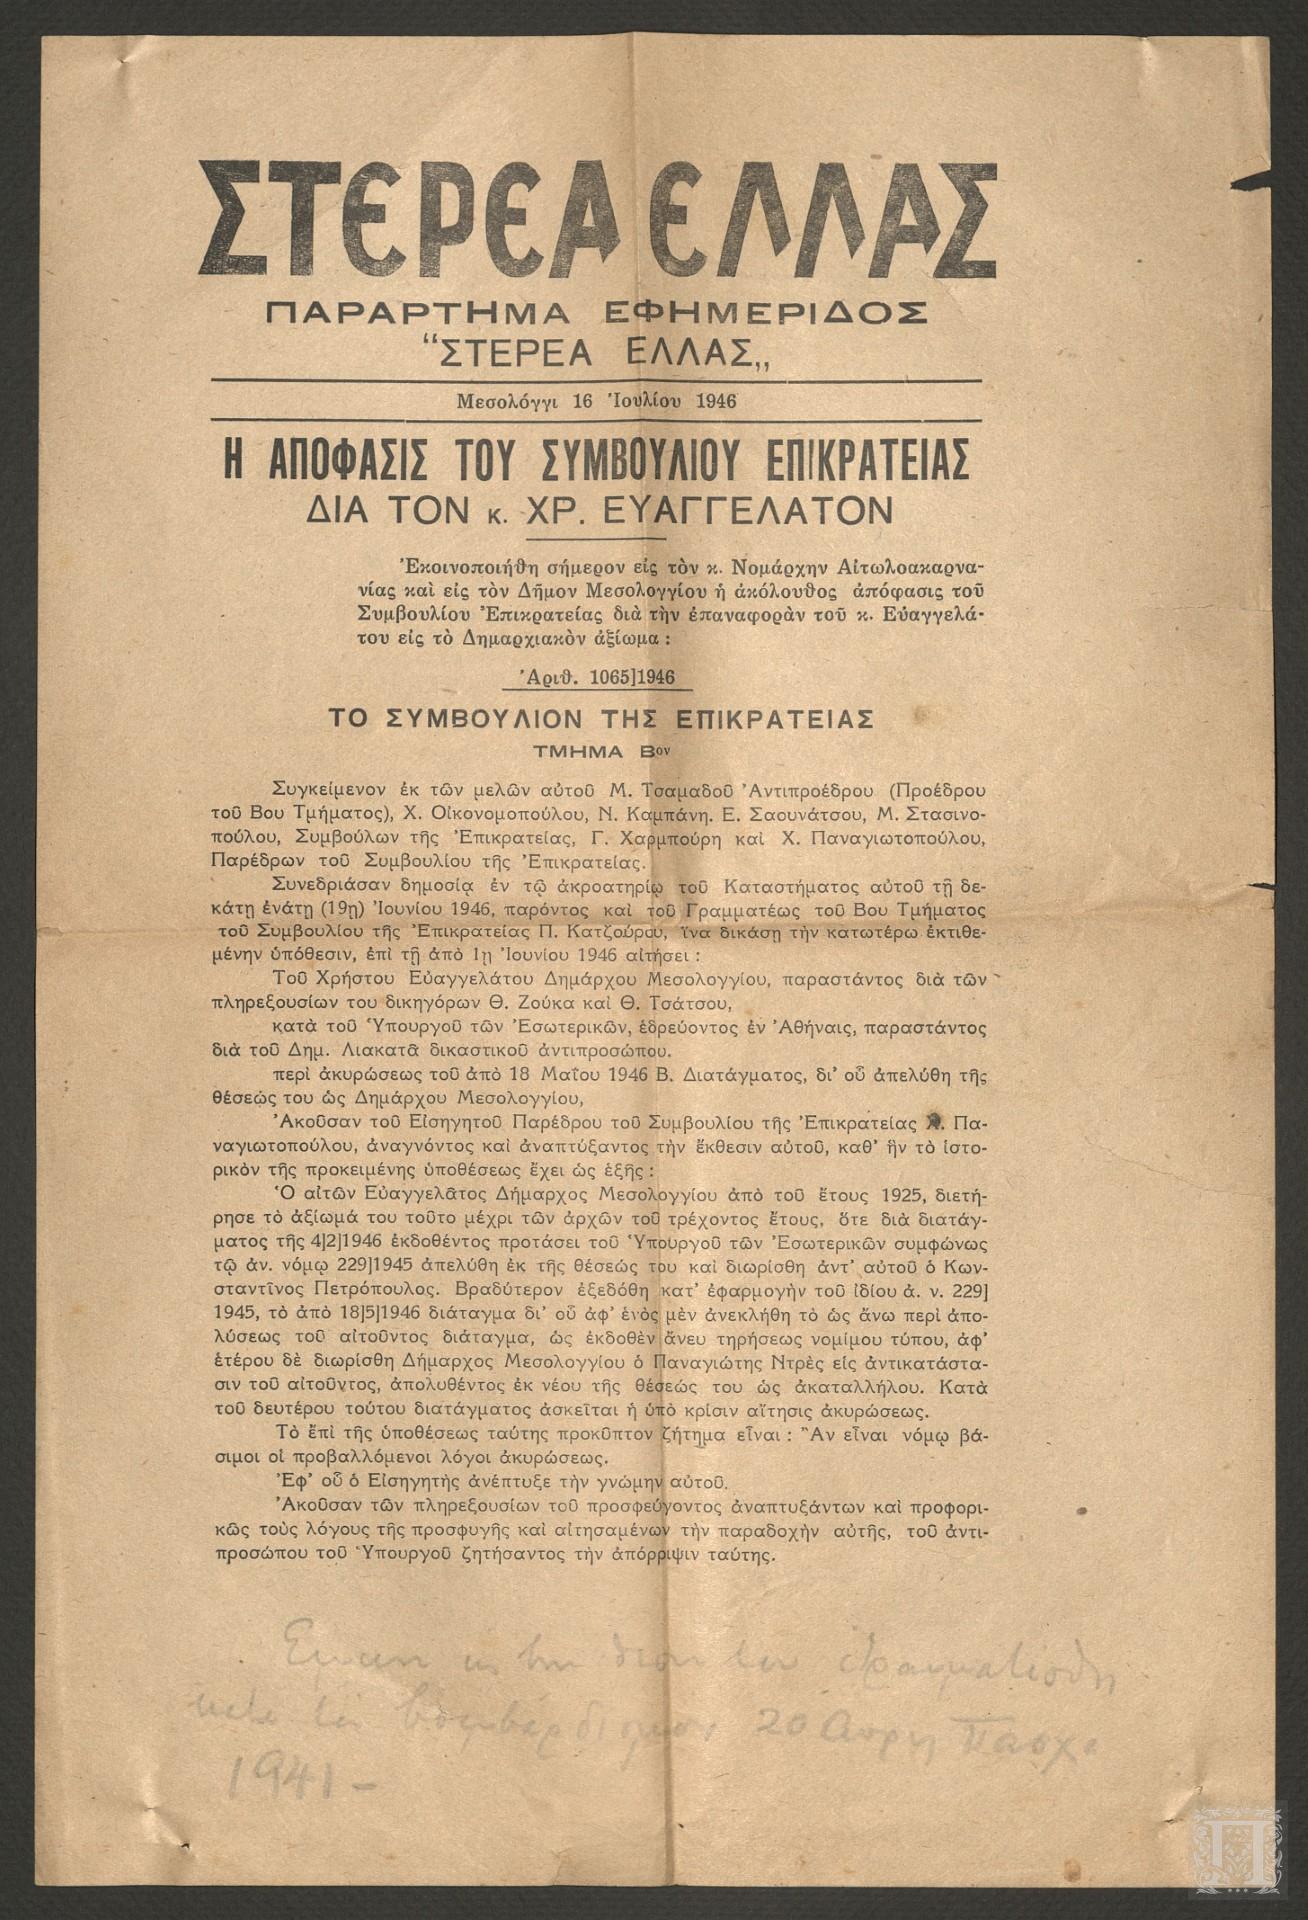 ΣΤΕΡΕΑ ΕΛΛΑΣ
ΠΑΡΑΡΤΗΜΑ ΕΦΗΜΕΡΙΔΟΣ
“ΣΤΕΡΕΑ ΕΛΛΑΣ„
Μεσολόγγι 16 Ἰουλίου 1946
Η ΑΠΟΦΑΣΙΣ ΤΟΥ ΣΥΜΒΟΥΛΙΟΥ ΕΠΙΚΡΑΤΕΙΑΣ
ΔΙΑ ΤΟΝ κ. ΧΡ. ΕΥΑΓΓΕΛΑΤΟΝ
Ἐκοινοποιήθη σήμερον εἰς τὸν κ. Νομάρχην Αἰτωλοακαρνα-
νίας καὶ εἰς τὸν Δῆμον Μεσολογγίου ἡ ἀκόλουθος ἀπόφασις τοῦ
Συμβουλίου Ἐπικρατείας διὰ τὴν ἐπαναφορὰν τοῦ κ. Εὐαγγελά-
του εἰς τὸ Δημαρχιακὸν ἀξίωμα :
Ἀριθ. 1065]1946
ΤΟ ΣΥΜΒΟΥΛΙΟΝ ΤΗΣ ΕΠΙΚΡΑΤΕΙΑΣ
ΤΜΗΜΑ Βον
Συγκείμενον ἐκ τῶν μελῶν αὐτοῦ Μ. Τσαμαδοῦ Ἀντιπροέδρου (Προέδρου
τοῦ Βου Τμήματος), Χ. Οἰκονομοπούλου, Ν. Καμπάνη. Ε. Σαουνάτσου, Μ. Στασινο-
πούλου, Συμβούλων τῆς Ἐπικρατείας, Γ. Χαρμπούρη καὶ Χ. Παναγιωτοπούλου,
Παρέδρων τοῦ Συμβουλίου τῆς Ἐπικρατείας.
Συνεδριάσαν δημοσίᾳ ἐν τῷ ἀκροατηρίῳ τοῦ Καταστήματος αὐτοῦ τῇ δε-
κάτῃ ἐνάτῃ (19ῃ) Ἰουνίου 1946, παρόντος καὶ τοῦ Γραμματέως τοῦ Βου Τμήματος
τοῦ Συμβουλίου τῆς Ἐπικρατείας Π. Κατζούρου, ἵνα δικάσῃ τὴν κατωτέρω ἐκτιθε-
μένην ὑπόθεσιν, ἐπὶ τῇ ἀπὸ 1ῃ Ἰουνίου 1946 αἰτήσει :
Τοῦ Χρήστου Εὐαγγελάτου Δημάρχου Μεσολογγίου, παραστάντος διὰ τῶν
πληρεξουσίων του δικηγόρων Θ. Ζούκα καὶ Θ. Τσάτσου,
κατὰ τοῦ Ὑπουργοῦ τῶν Ἐσωτερικῶν, ἑδρεύοντος ἐν Ἀθήναις, παραστάντος
διὰ τοῦ Δημ. Λιακατᾶ δικαστικοῦ ἀντιπροσώπου.
περὶ ἀκυρώσεως τοῦ ἀπὸ 18 Μαΐου 1946 Β. Διατάγματος, δι' οὗ ἀπελύθη τῆς
θέσεώς του ὡς Δημάρχου Μεσολογγίου,
Ἀκοῦσαν τοῦ Εἰσηγητοῦ Παρέδρου τοῦ Συμβουλίου τῆς Ἐπικρατείας Χ. Πα-
ναγιωτοπούλου, ἀναγνόντος καὶ ἀναπτύξαντος τὴν ἔκθεσιν αὐτοῦ, καθ' ἣν τὸ ἱστο-
ρικὸν τῆς προκειμένης ὑποθέσεως ἔχει ὡς ἑξῆς :
Ὁ αἰτῶν Εὐαγγελᾶτος Δήμαρχος Μεσολογγίου ἀπὸ τοῦ ἔτους 1925, διετή-
ρησε τὸ ἀξίωμά του τοῦτο μέχρι τῶν ἀρχῶν τοῦ τρέχοντος ἔτους, ὅτε διὰ διατάγ-
ματος τῆς 4]2]1946 ἐκδοθέντος προτάσει τοῦ Ὑπουργοῦ τῶν Ἐσωτερικῶν συμφώνως
τῷ ἀν. νόμῳ 229]1945 ἀπελύθη ἐκ τῆς θέσεώς του καὶ διωρίσθη ἀντ' αὐτοῦ ὁ Κων-
σταντῖνος Πετρόπουλος. Βραδύτερον ἐξεδόθη κατ' ἐφαρμογὴν τοῦ ἰδίου ἀ. ν. 229]
1945, τὸ ἀπὸ 18]5]1946 διάταγμα δι' οὗ ἀφ' ἑνὸς μὲν ἀνεκλήθη τὸ ὡς ἄνω περὶ ἀπο-
λύσεως τοῦ αἰτοῦντος διάταγμα, ὡς ἐκδοθὲν ἄνευ τηρήσεως νομίμου τύπου, ἀφ'
ἑτέρου δὲ διωρίσθη Δήμαρχος Μεσολογγίου ὁ Παναγιώτης Ντρὲς εἰς ἀντικατάστα-
σιν τοῦ αἰτοῦντος, ἀπολυθέντος ἐκ νέου τῆς θέσεώς του ὡς ἀκαταλλήλου. Κατὰ
τοῦ δευτέρου τούτου διατάγματος ἀσκεῖται ἡ ὑπὸ κρίσιν αἴτησις ἀκυρώσεως.
Τὸ ἐπὶ τῆς ὑποθέσεως ταύτης προκῦπτον ζήτημα εἶναι : Ἂν εἶναι νόμῳ βά-
σιμοι οἱ προβαλλόμενοι λόγοι ἀκυρώσεως.
Ἐφ' οὗ ὁ Εἰσηγητὴς ἀνέπτυξε τὴν γνώμην αὐτοῦ.
Ἀκοῦσαν τῶν πληρεξουσίων τοῦ προσφεύγοντος ἀναπτυξάντων καὶ προφορι-
κῶς τοὺς λόγους τῆς προσφυγῆς καὶ αἰτησαμένων τὴν παραδοχὴν αὐτῆς, τοῦ ἀντι-
προσώπου τοῦ Ὑπουργοῦ ζητήσαντος τὴν ἀπόρριψιν ταύτης.
20 Πασχα
1941 –